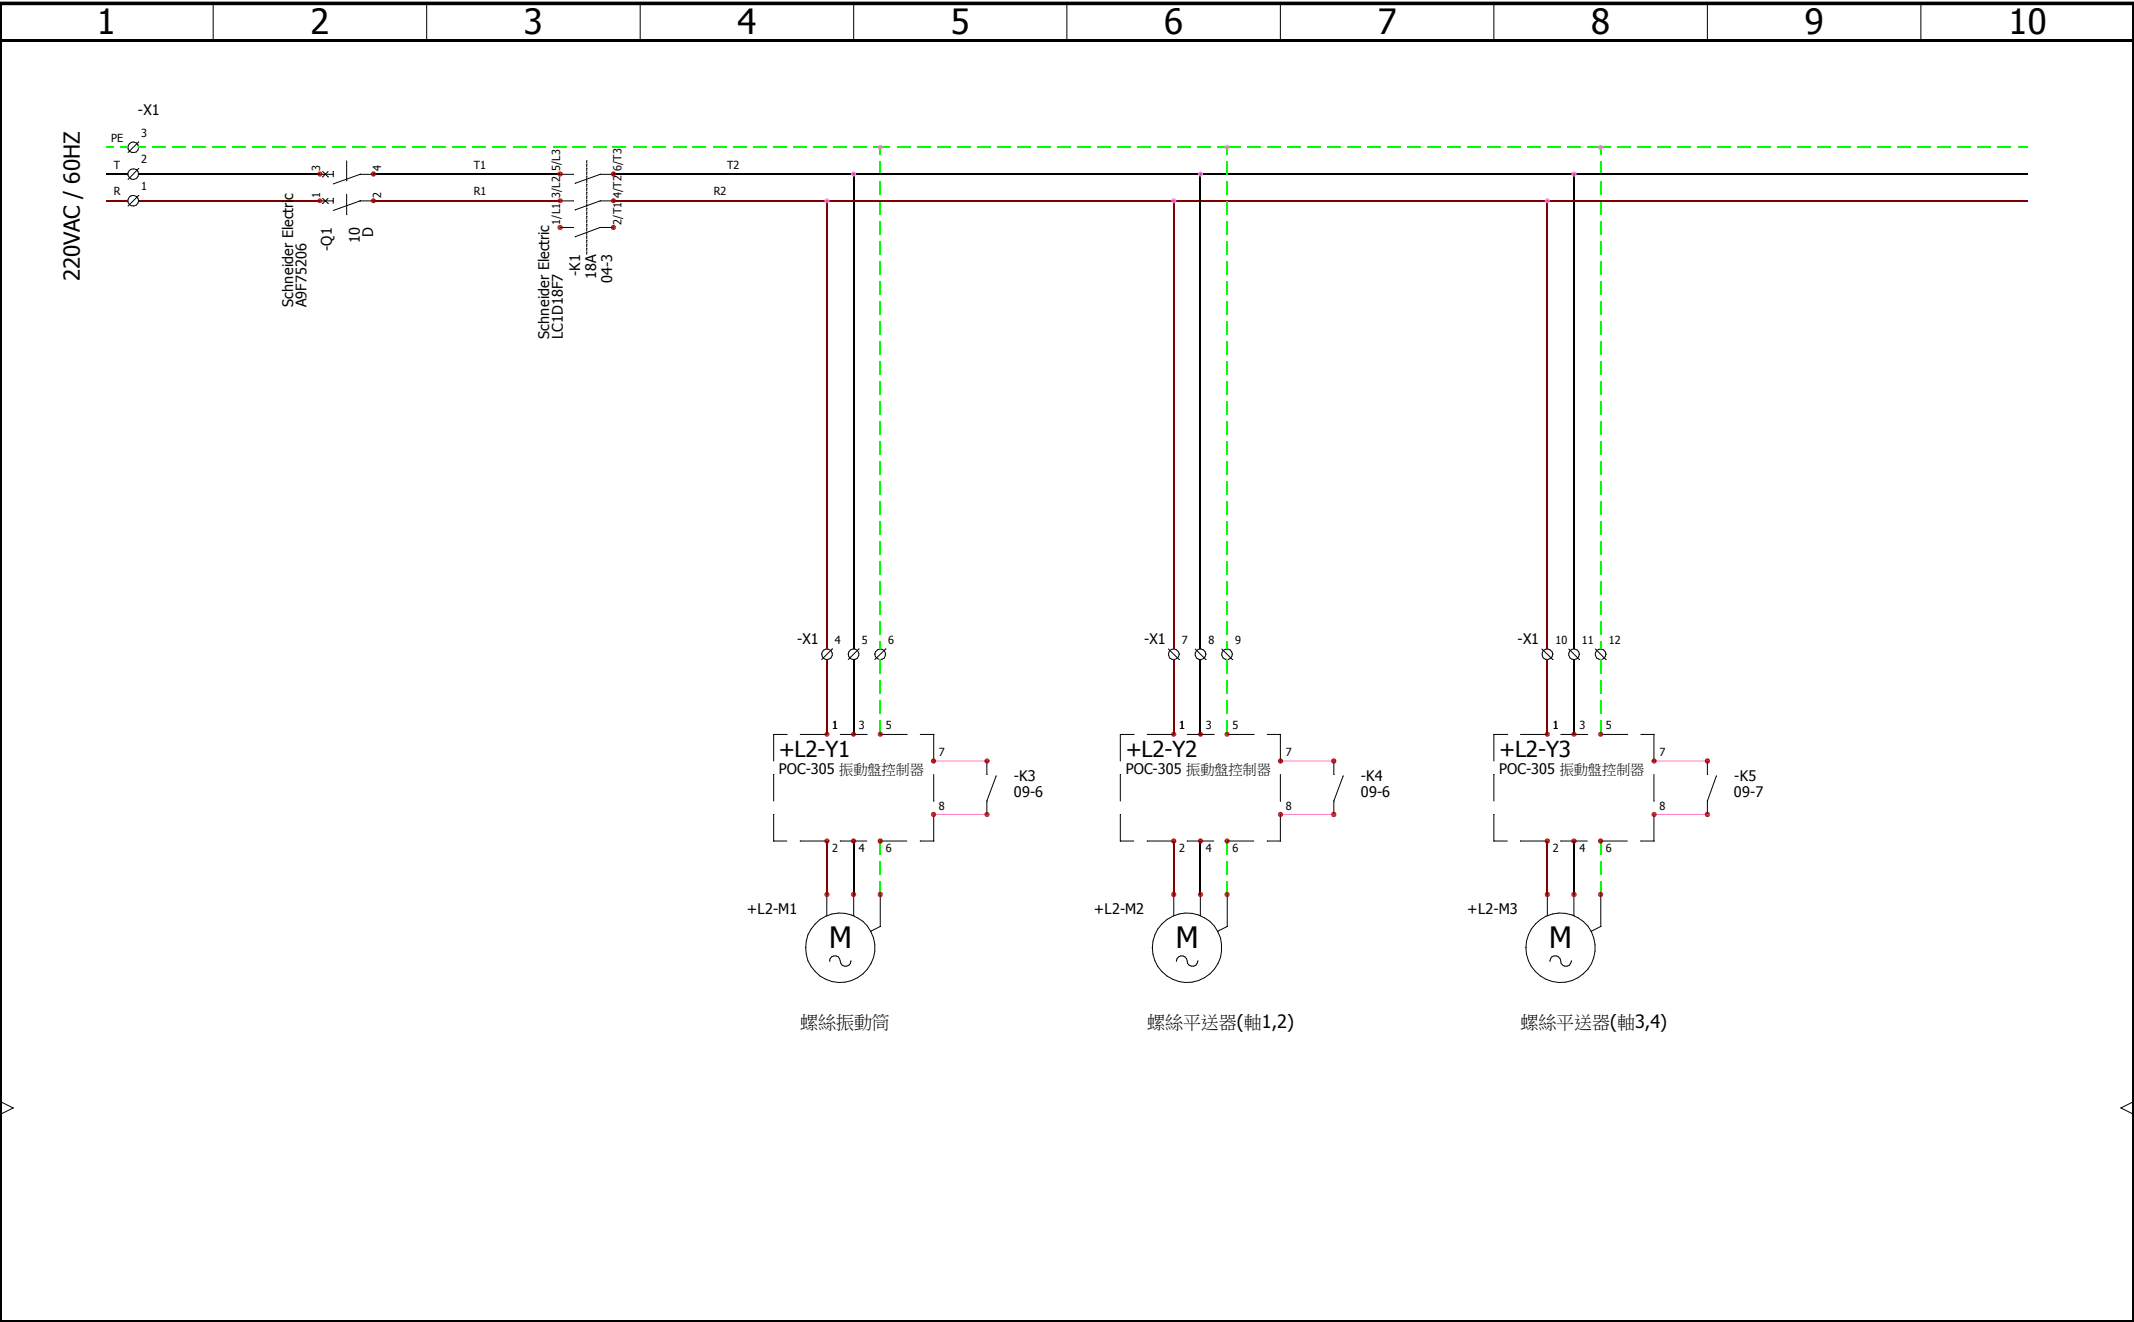 1 2 3 4 5 6 7 8 9 10
220VAC / 60HZ
-X1
PE 3
T 2
R 1
3 4
1 2
Schneider Electric
A9F75206
-Q1
10
D
T1
R1
5/L3 6/T3
3/L2 4/T2
1/L1 2/T1
Schneider Electric
LC1D18F7
-K1
18A
04-3
T2
R2
-X1 4 5 6
1 3 5
+L2-Y1
POC-305 振動盤控制器
7
8
-K3
09-6
2 4 6
+L2-M1
M
螺絲振動筒
-X1 7 8 9
1 3 5
+L2-Y2
POC-305 振動盤控制器
7
8
-K4
09-6
2 4 6
+L2-M2
M
螺絲平送器(軸1,2)
-X1 10 11 12
1 3 5
+L2-Y3
POC-305 振動盤控制器
7
8
-K5
09-7
2 4 6
+L2-M3
M
螺絲平送器(軸3,4)